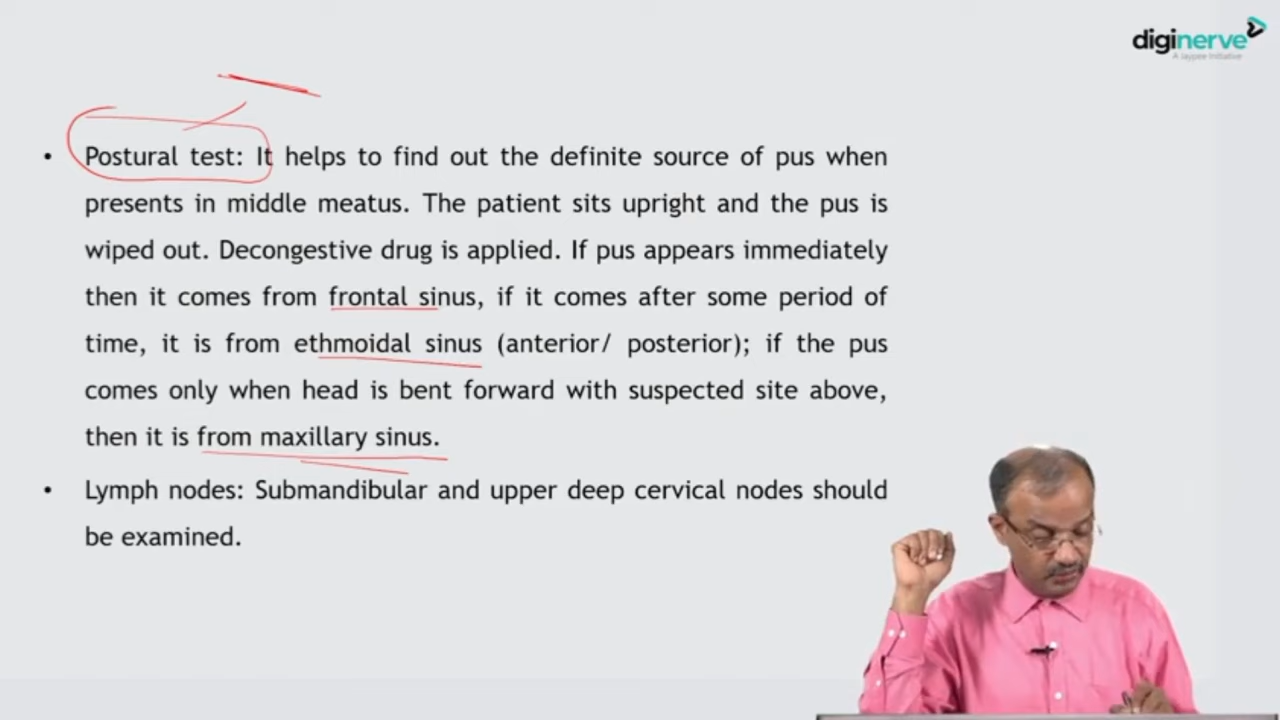 diginerve
A Jaypee Initiative
• Postural test: It helps to find out the definite source of pus when
presents in middle meatus. The patient sits upright and the pus is
wiped out. Decongestive drug is applied. If pus appears immediately
then it comes from frontal sinus, if it comes after some period of
time, it is from ethmoidal sinus (anterior/ posterior); if the pus
comes only when head is bent forward with suspected site above,
then it is from maxillary sinus.
• Lymph nodes: Submandibular and upper deep cervical nodes should
be examined.